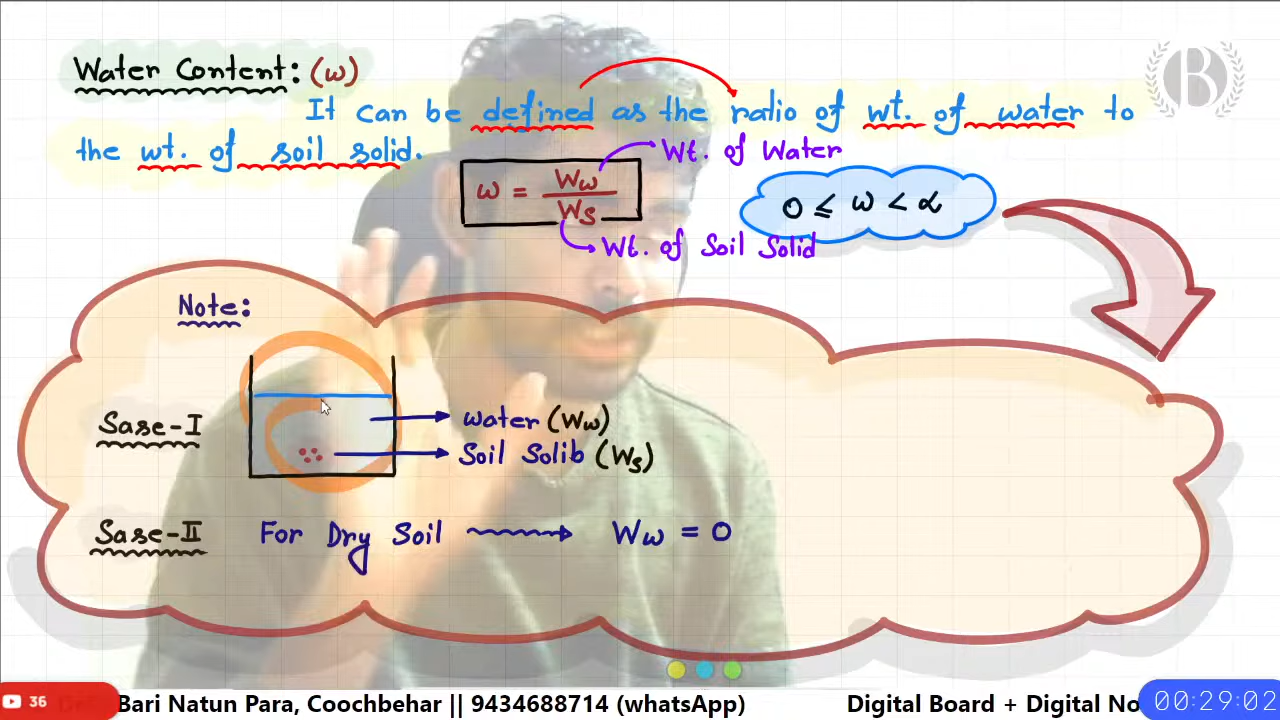 Water Content: (w)
It can be defined as the ratio of wt. of water to
the wt. of soil solid.
Wt. of Water
w = Ww/Ws
0 ≤ w < α
Wt. of Soil Solid
Note:
Sase-I
water (Ww)
Soil Solib (Ws)
Sase-II For Dry Soil → Ww = 0
36
Bari Natun Para, Coochbehar || 9434688714 (whatsApp)
Digital Board + Digital No
00:29:02
B